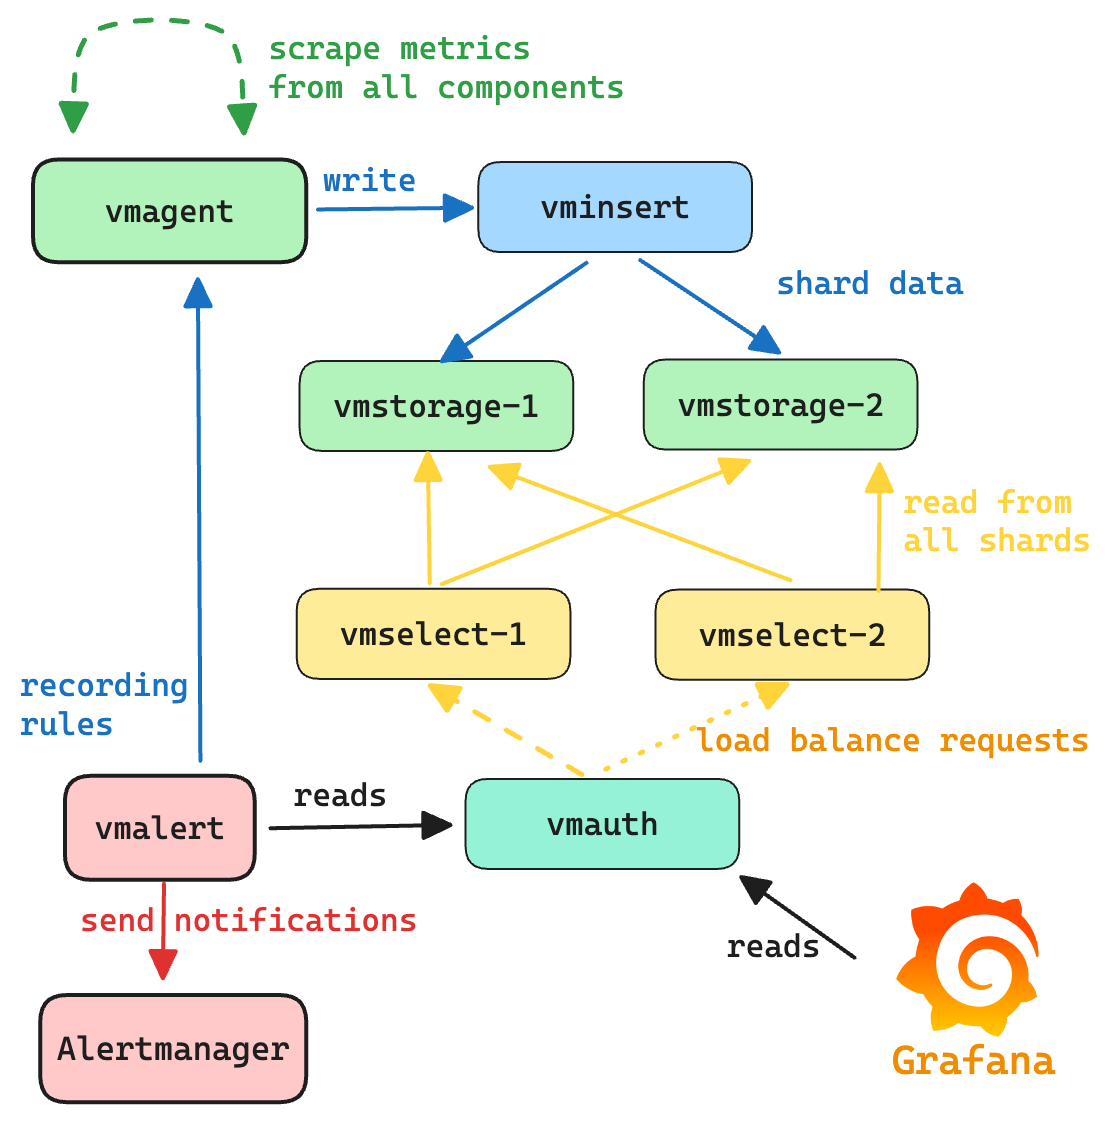 scrape metrics
from all components
vmagent
write
vminsert
shard data
vmstorage-1
vmstorage-2
read from
all shards
vmselect-1
vmselect-2
recording
rules
load balance requests
vmalert
reads
vmauth
send notifications
reads
Alertmanager
Grafana